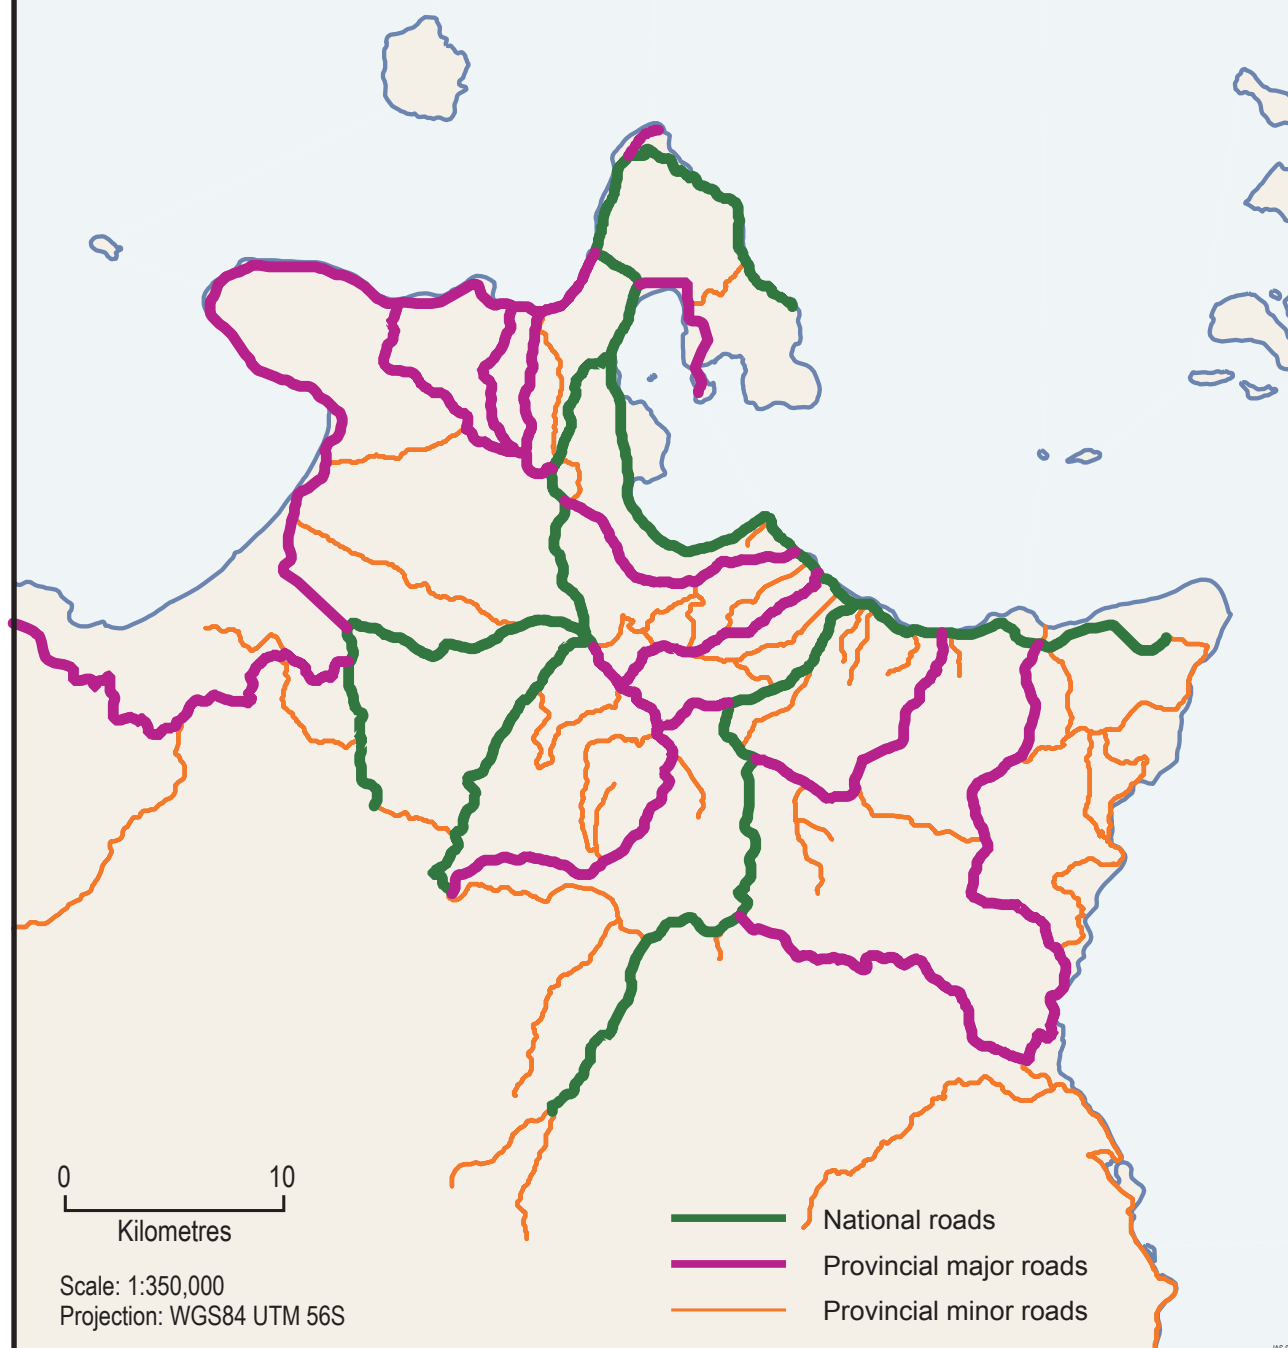 0 10
Kilometres
Scale: 1:350,000
Projection: WGS84 UTM 56S
National roads
Provincial major roads
Provincial minor roads